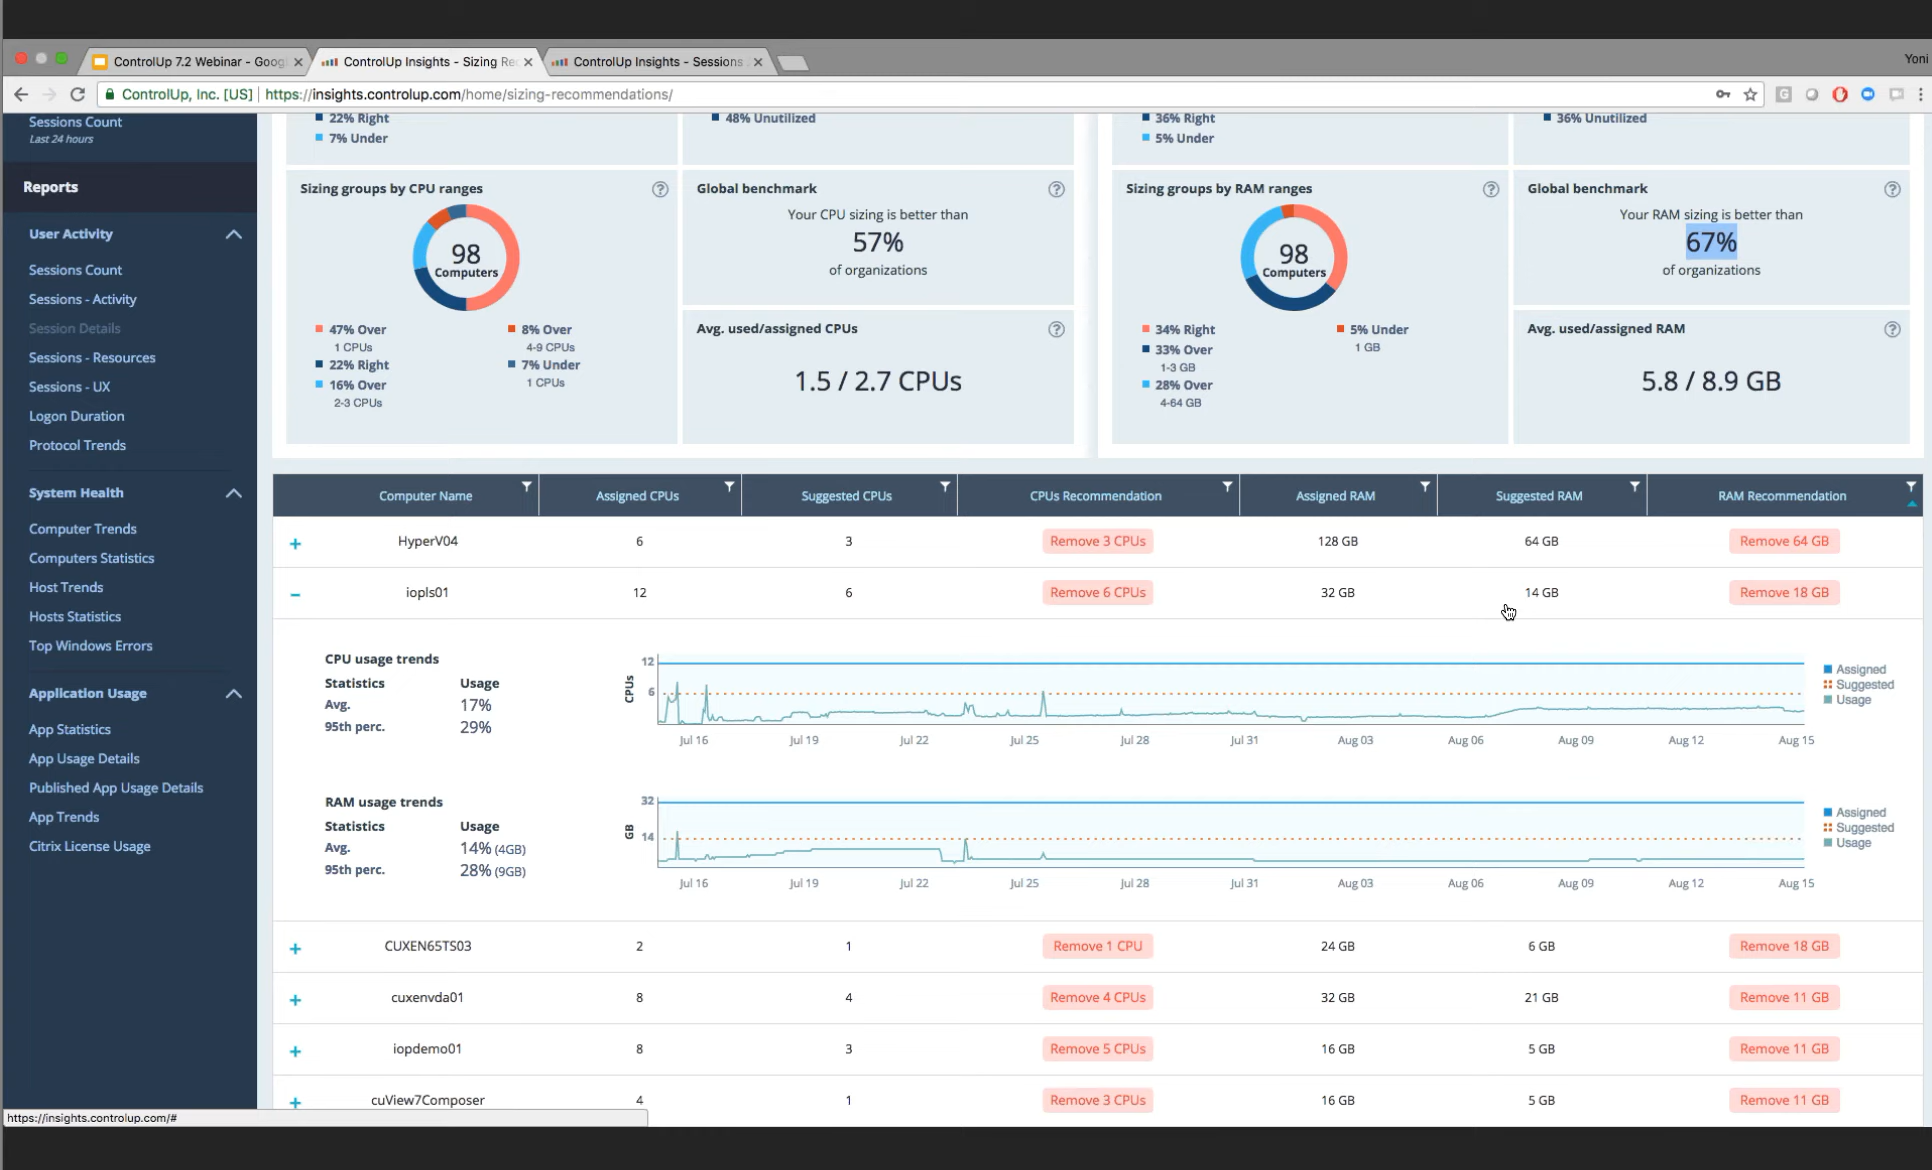 ControlUp 7.2 Webinar - Goog
ControlUp Insights - Sizing Re
ControlUp Insights - Sessions
Yoni
ControlUp, Inc. [US] | https://insights.controlup.com/home/sizing-recommendations/
Sessions Count
Last 24 hours
Reports
User Activity
Sessions Count
Sessions - Activity
Session Details
Sessions - Resources
Sessions - UX
Logon Duration
Protocol Trends
System Health
Computer Trends
Computers Statistics
Host Trends
Hosts Statistics
Top Windows Errors
Application Usage
App Statistics
App Usage Details
Published App Usage Details
App Trends
Citrix License Usage
22% Right
7% Under
48% Unutilized
36% Right
5% Under
36% Unutilized
Sizing groups by CPU ranges
98
Computers
47% Over
1 CPUs
22% Right
16% Over
2-3 CPUs
8% Over
4-9 CPUs
7% Under
1 CPUs
Global benchmark
Your CPU sizing is better than
57%
of organizations
Avg. used/assigned CPUs
1.5 / 2.7 CPUs
Sizing groups by RAM ranges
98
Computers
34% Right
33% Over
1-3 GB
28% Over
4-64 GB
5% Under
1 GB
Global benchmark
Your RAM sizing is better than
67%
of organizations
Avg. used/assigned RAM
5.8 / 8.9 GB
Computer Name Assigned CPUs Suggested CPUs CPUs Recommendation Assigned RAM Suggested RAM RAM Recommendation
+ HyperV04 6 3 Remove 3 CPUs 128 GB 64 GB Remove 64 GB
- iopls01 12 6 Remove 6 CPUs 32 GB 14 GB Remove 18 GB
CPU usage trends
Statistics Usage
Avg. 17%
95th perc. 29%
CPUs
12
6
Jul 16 Jul 19 Jul 22 Jul 25 Jul 28 Jul 31 Aug 03 Aug 06 Aug 09 Aug 12 Aug 15
Assigned
Suggested
Usage
RAM usage trends
Statistics Usage
Avg. 14% (4GB)
95th perc. 28% (9GB)
GB
32
14
Jul 16 Jul 19 Jul 22 Jul 25 Jul 28 Jul 31 Aug 03 Aug 06 Aug 09 Aug 12 Aug 15
Assigned
Suggested
Usage
+ CUXEN65TS03 2 1 Remove 1 CPU 24 GB 6 GB Remove 18 GB
+ cuxenvda01 8 4 Remove 4 CPUs 32 GB 21 GB Remove 11 GB
+ iopdemo01 8 3 Remove 5 CPUs 16 GB 5 GB Remove 11 GB
+ cuView7Composer 4 1 Remove 3 CPUs 16 GB 5 GB Remove 11 GB
https://insights.controlup.com/#